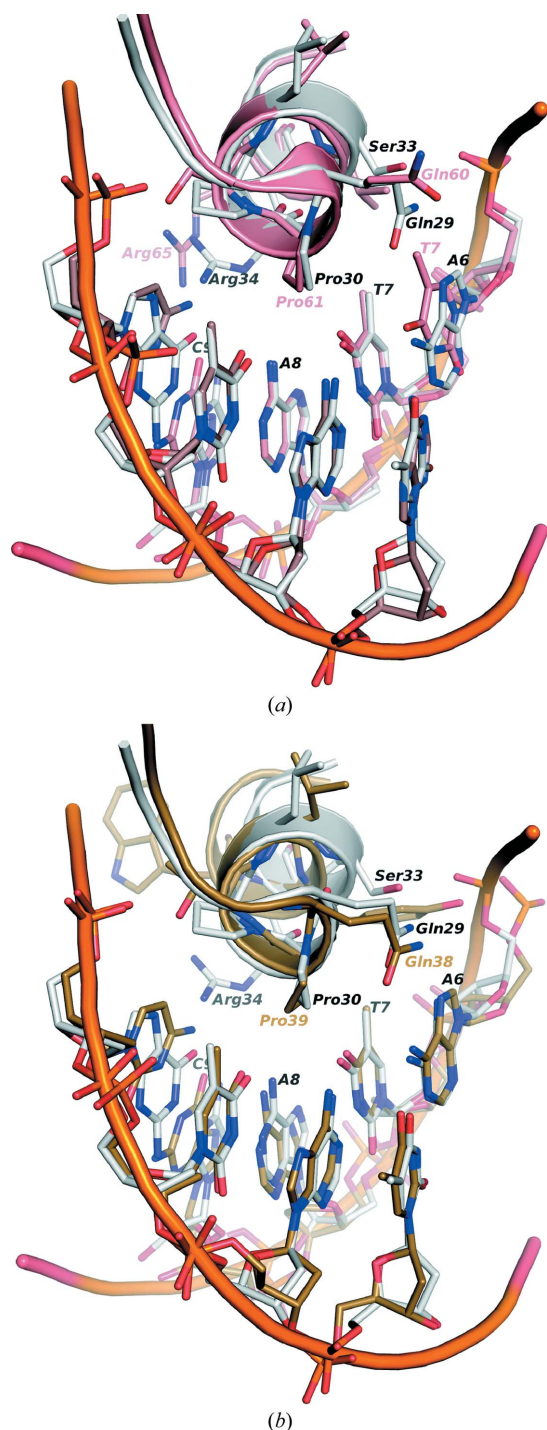 Ser33
Gln60
Gln29
Arg65
Arg34
Pro30
Pro61
T7
T7
A6
A8
(a)
Ser33
Gln29
Gln38
Arg34
Pro30
Pro39
T7
A6
A8
(b)